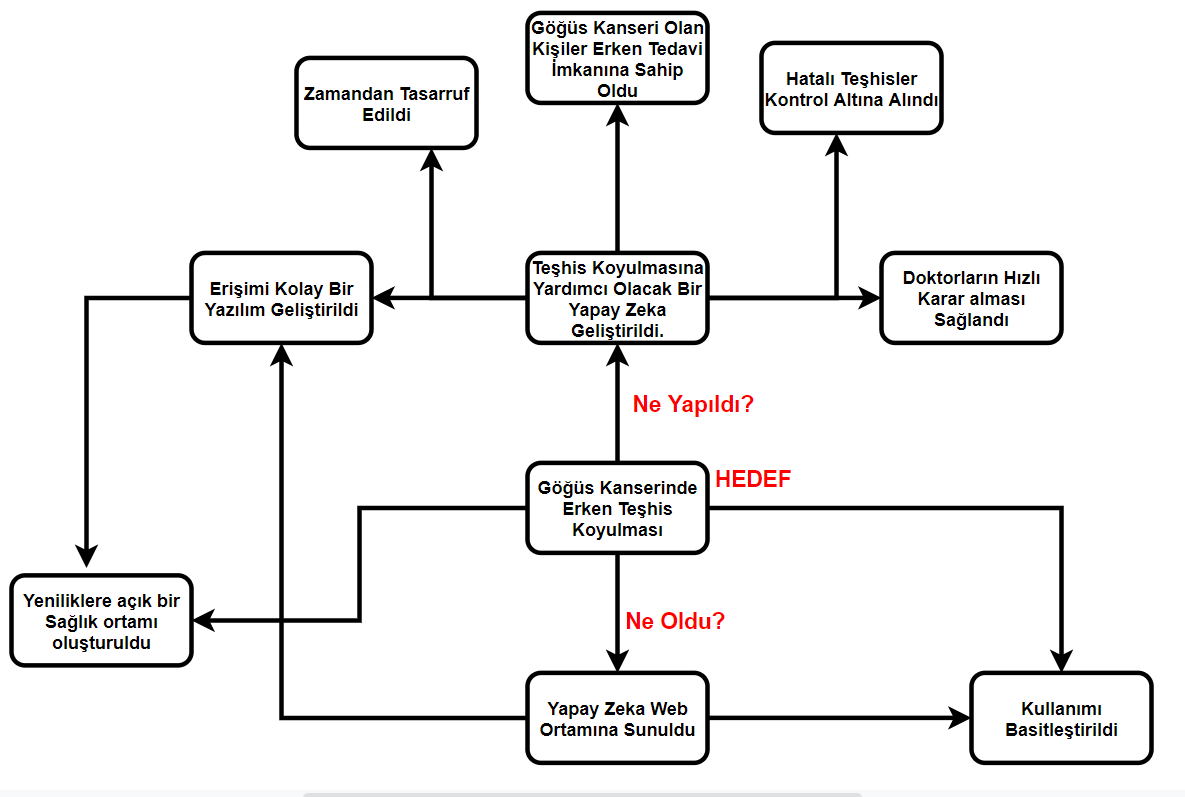 Göğüs Kanseri Olan
Kişiler Erken Tedavi
İmkanına Sahip
Oldu
Zamandan Tasarruf
Edildi
Hatalı Teşhisler
Kontrol Altına Alındı
Erişimi Kolay Bir
Yazılım Geliştirildi
Teşhis Koyulmasına
Yardımcı Olacak Bir
Yapay Zeka
Geliştirildi.
Doktorların Hızlı
Karar alması
Sağlandı
Ne Yapıldı?
Göğüs Kanserinde
Erken Teşhis
Koyulması
HEDEF
Yeniliklere açık bir
Sağlık ortamı
oluşturuldu
Ne Oldu?
Yapay Zeka Web
Ortamına Sunuldu
Kullanımı
Basitleştirildi